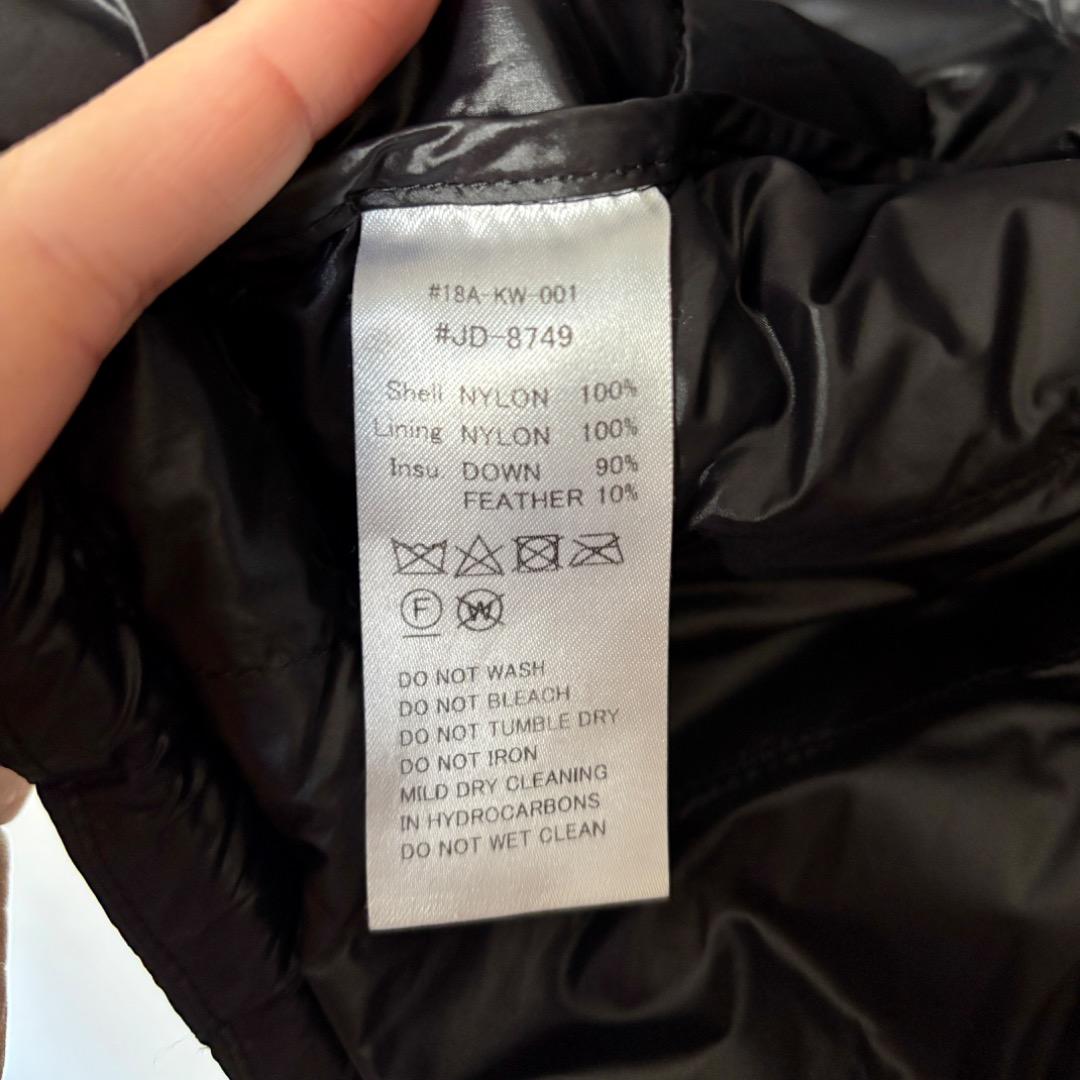 #18A-KW-001
#JD-8749
Shell NYLON 100%
Lining NYLON 100%
Insu DOWN 90%
FEATHER 10%
F W
DO NOT WASH
DO NOT BLEACH
DO NOT TUMBLE DRY
DO NOT IRON
MILD DRY CLEANING
IN HYDROCARBONS
DO NOT WET CLEAN